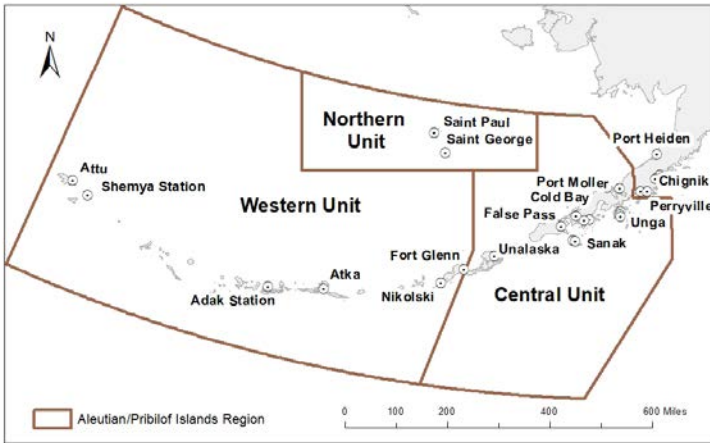 N
Northern
Unit
Saint Paul
Saint George
Port Heiden
Attu
Shemya Station
Western Unit
Port Moller
Cold Bay
Chignik
Perryville
False Pass
Unga
Fort Glenn
Unalaska
Sanak
Atka
Adak Station
Nikolski
Central Unit
Aleutian/Pribilof Islands Region
0 200 400 600 Miles